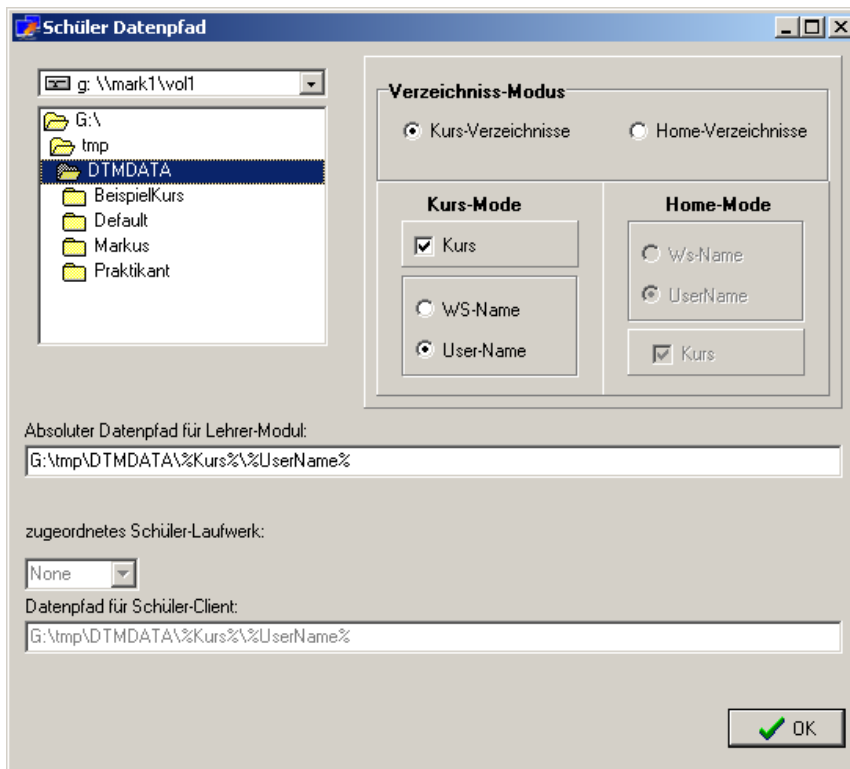 Schüler Datenpfad
g: \\mark1\vol1
G:\
tmp
DTMDATA
BeispielKurs
Default
Markus
Praktikant
Verzeichniss-Modus
Kurs-Verzeichnisse
Home-Verzeichnisse
Kurs-Mode
Kurs
WS-Name
User-Name
Home-Mode
Ws-Name
UserName
Kurs
Absoluter Datenpfad für Lehrer-Modul:
G:\tmp\DTMDATA\%Kurs%\%UserName%
zugeordnetes Schüler-Laufwerk:
None
Datenpfad für Schüler-Client:
G:\tmp\DTMDATA\%Kurs%\%UserName%
OK